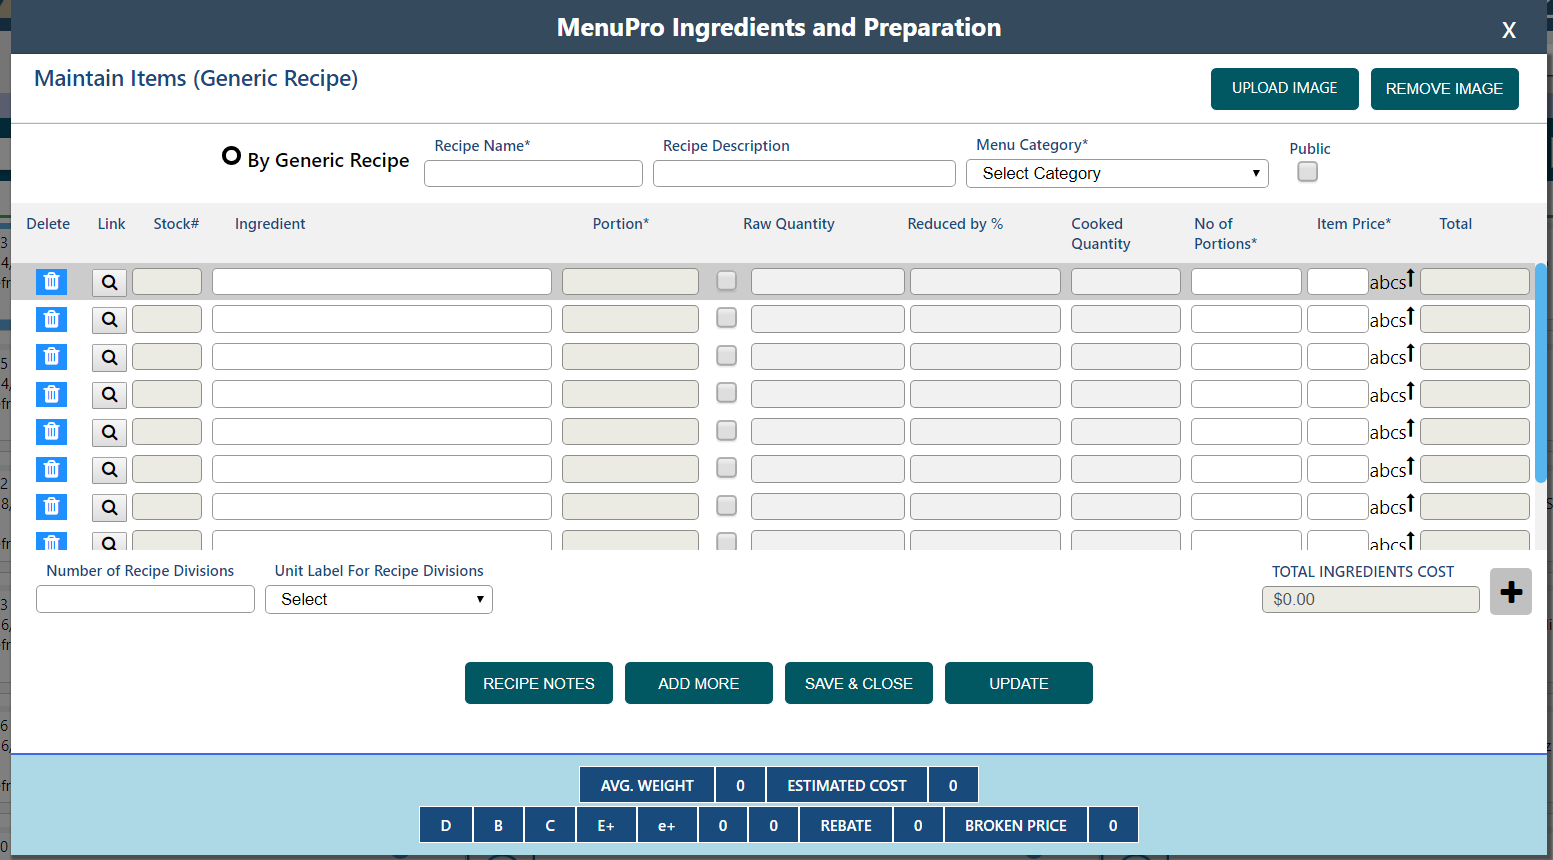 MenuPro Ingredients and Preparation
X
Maintain Items (Generic Recipe)
UPLOAD IMAGE
REMOVE IMAGE
By Generic Recipe
Recipe Name*
Recipe Description
Menu Category*
Select Category
Public
Delete
Link
Stock#
Ingredient
Portion*
Raw Quantity
Reduced by %
Cooked
Quantity
No of
Portions*
Item Price*
Total
abcs
abcs
abcs
abcs
abcs
abcs
abcs
abcs
Number of Recipe Divisions
Unit Label For Recipe Divisions
Select
TOTAL INGREDIENTS COST
$0.00
RECIPE NOTES
ADD MORE
SAVE & CLOSE
UPDATE
AVG. WEIGHT 0 ESTIMATED COST 0
D B C E+ e+ 0 0 REBATE 0 BROKEN PRICE 0